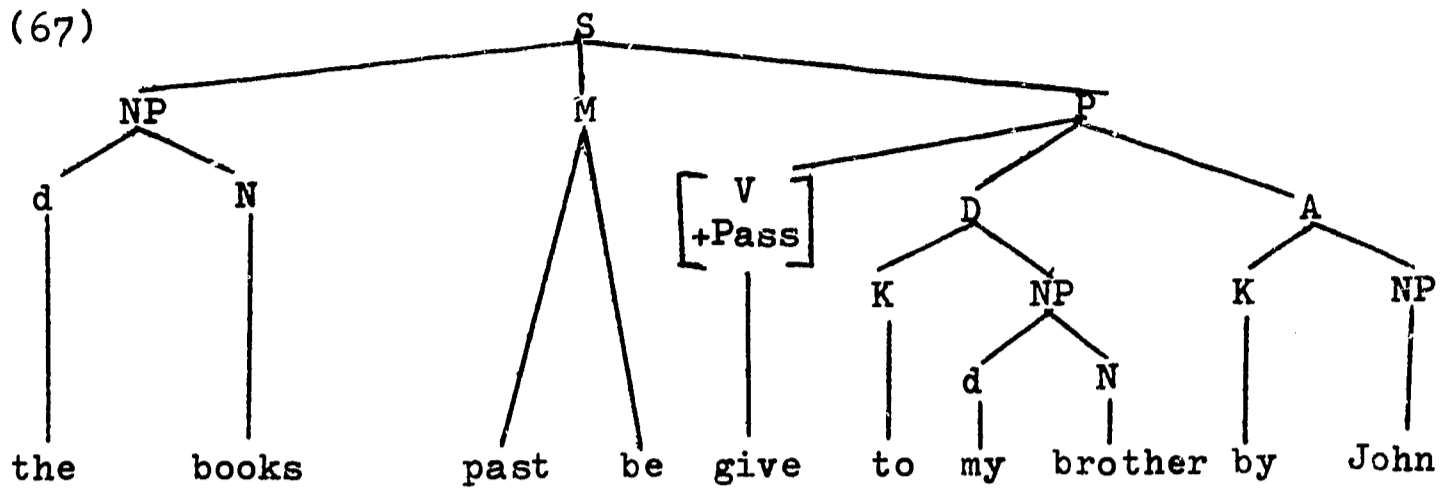 (67)
S
NP M P
d N V D A
+Pass
K NP K NP
d N
the books past be give to my brother by John